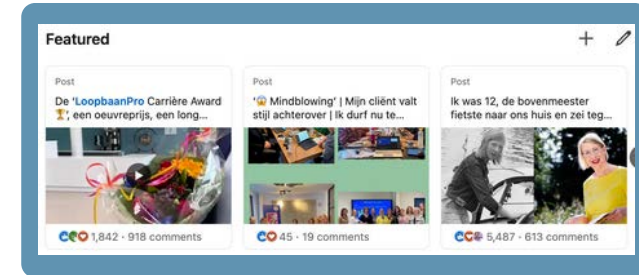 Featured
Post
De 'LoopbaanPro Carrière Award
🏆', een oeuvreprijs, een long...
1,842 · 918 comments
Post
'😱 Mindblowing' | Mijn cliënt valt
stijl achterover | Ik durf nu te...
45 · 19 comments
Post
Ik was 12, de bovenmeester
fietste naar ons huis en zei teg...
5,487 · 613 comments